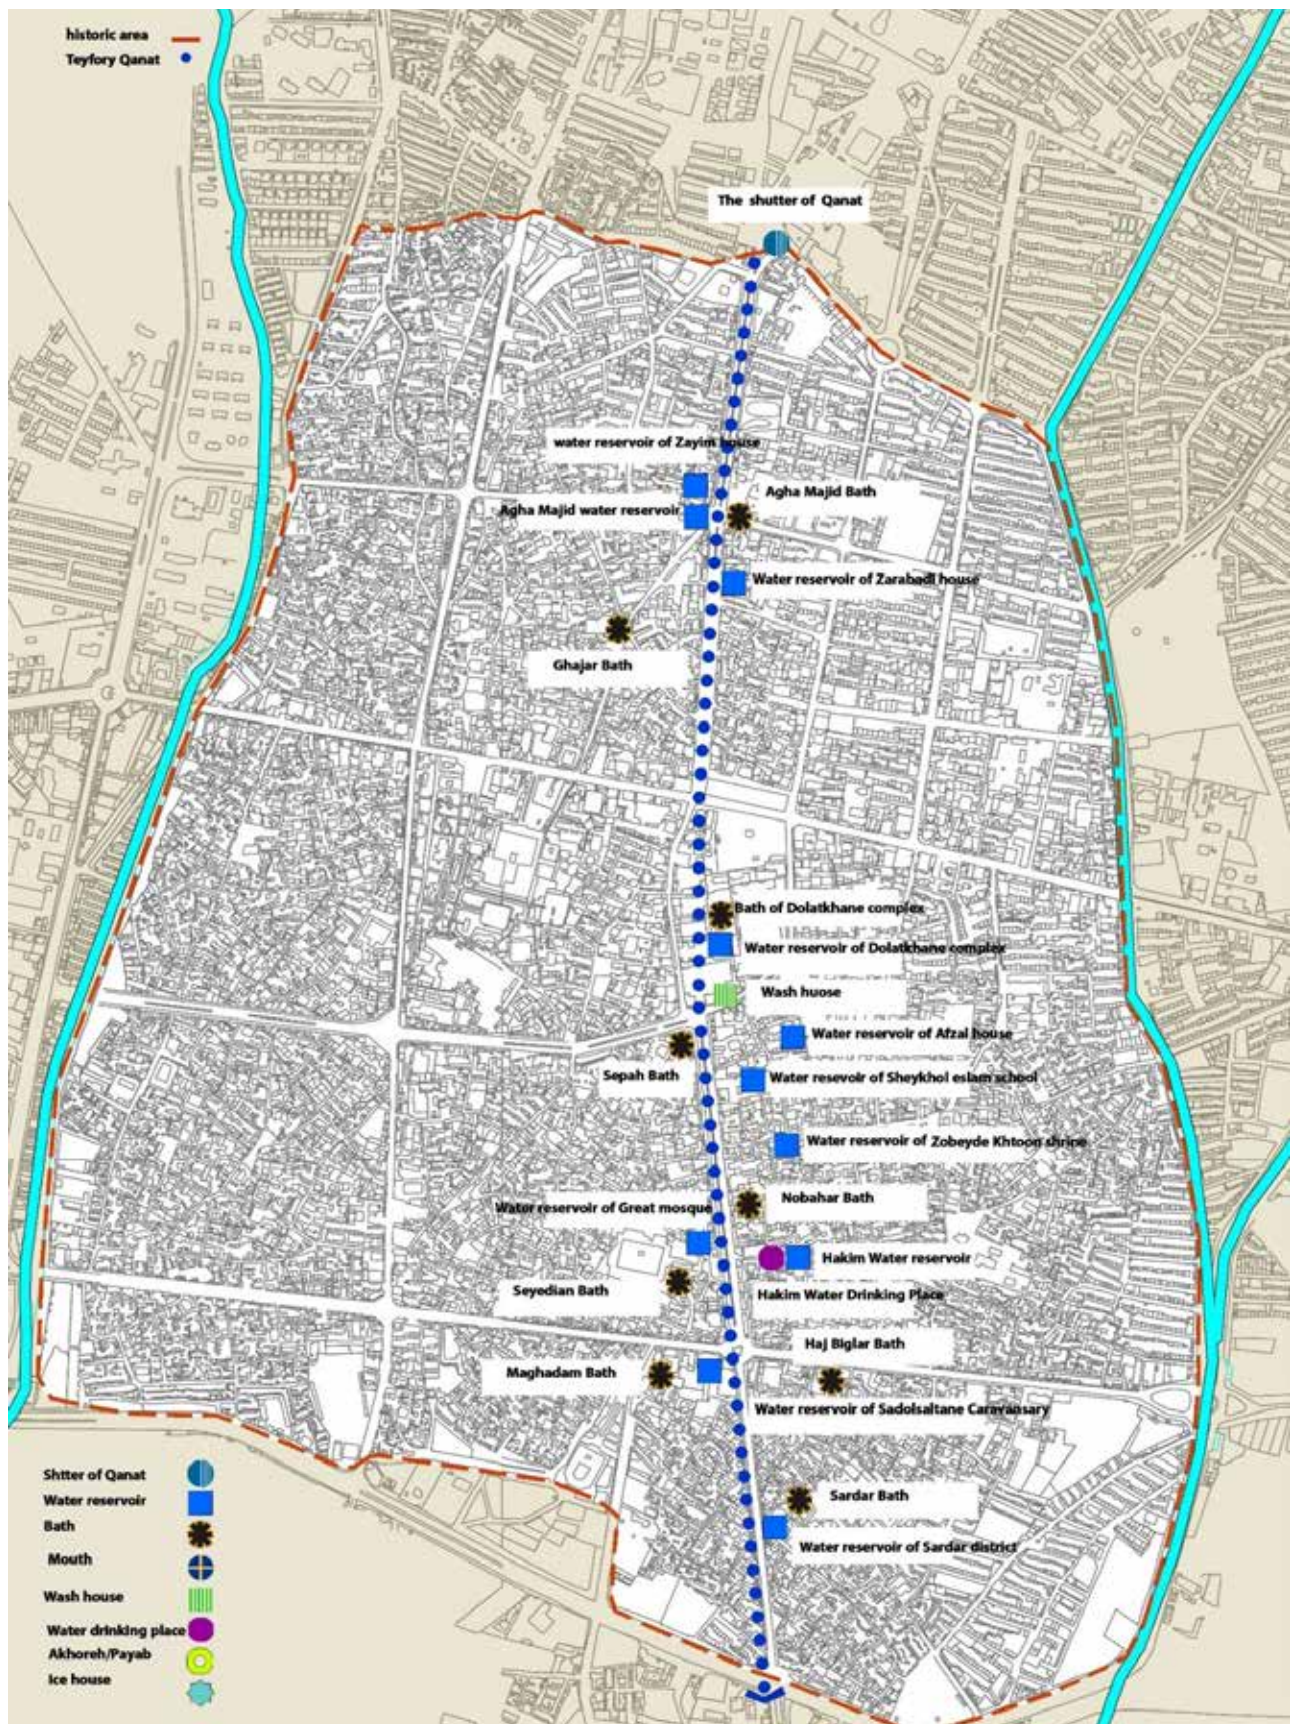 historic area
Teyfory Qanat
The shutter of Qanat
water reservoir of Zayim house
Agha Majid Bath
Agha Majid water reservoir
Water reservoir of Zarabadi house
Ghajar Bath
Bath of Dolatkhane complex
Water reservoir of Dolatkhane complex
Wash huose
Water reservoir of Afzal house
Sepah Bath
Water resevoir of Sheykhol eslam school
Water reservoir of Zobeyde Khtoon shrine
Nobahar Bath
Water reservoir of Great mosque
Hakim Water reservoir
Seyedian Bath
Hakim Water Drinking Place
Haj Biglar Bath
Maghadam Bath
Water reservoir of Sadolsaltane Caravansary
Sardar Bath
Water reservoir of Sardar district
Shtter of Qanat
Water reservoir
Bath
Mouth
Wash house
Water drinking place
Akhoreh/Payab
Ice house